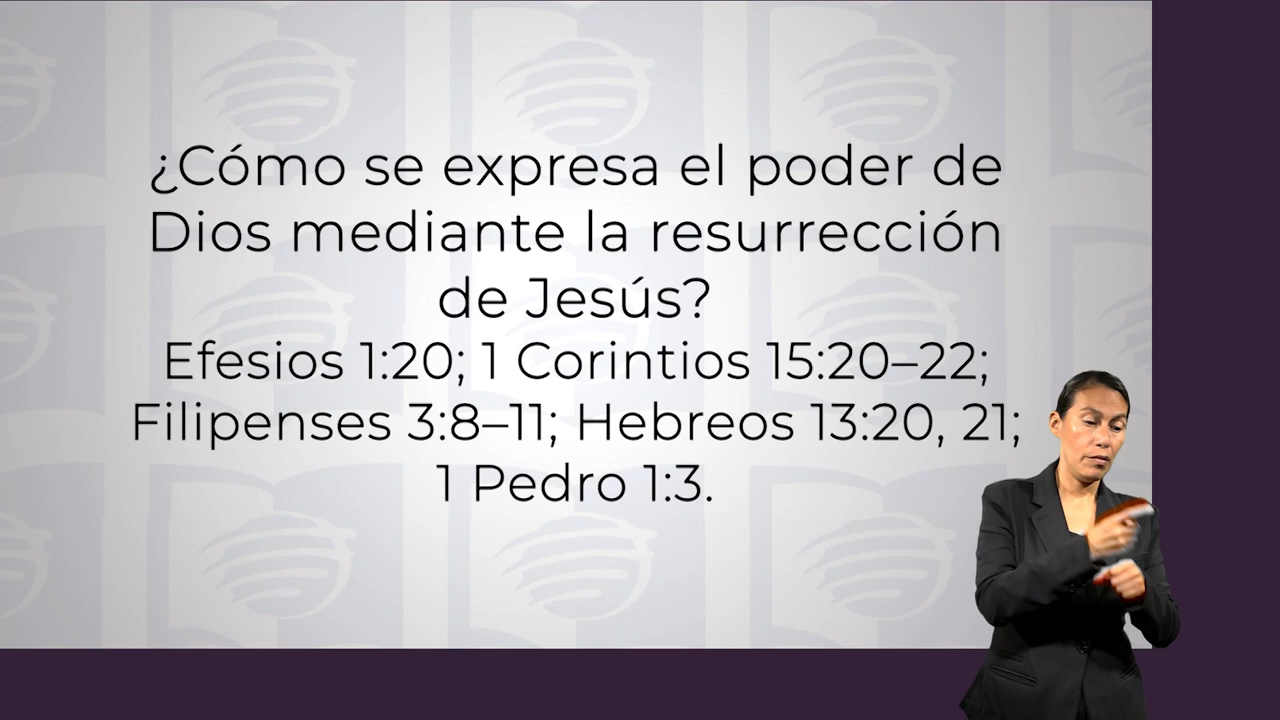 ¿Cómo se expresa el poder de
Dios mediante la resurrección
de Jesús?
Efesios 1:20; 1 Corintios 15:20–22;
Filipenses 3:8–11; Hebreos 13:20, 21;
1 Pedro 1:3.